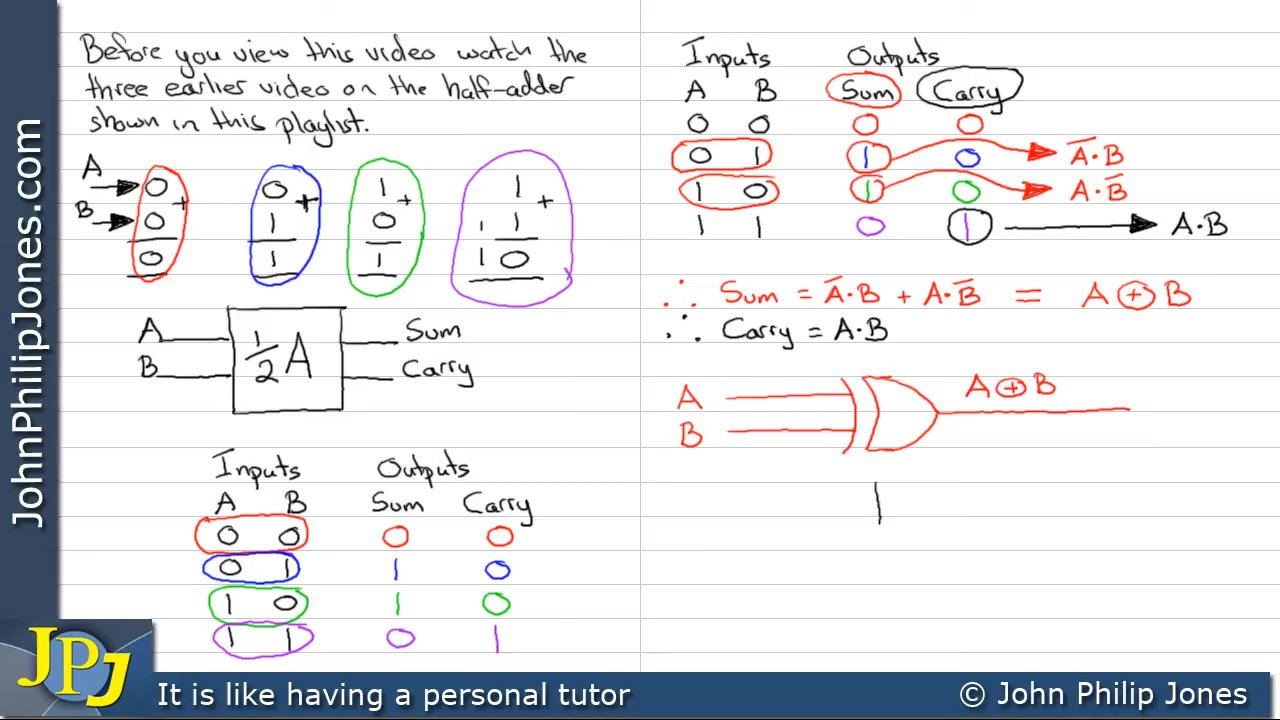 Before you view this video watch the
three earlier video on the half-adder
shown in this playlist.
A 0 + 0 + 1 + 1 +
B 0 1 0 1 1
0 1 1 1 0
A 1/2 A Sum
B Carry
Inputs Outputs
A B Sum Carry
0 0 0 0
0 1 1 0
1 0 1 0
1 1 0 1
Inputs Outputs
A B Sum Carry
0 0 0 0
0 1 1 0 A̅·B
1 0 1 0 A·B̅
1 1 0 1 A·B
∴ Sum = A̅·B + A·B̅ = A ⊕ B
∴ Carry = A·B
A A ⊕ B
B
JohnPhilipJones.com
JPJ
It is like having a personal tutor
© John Philip Jones